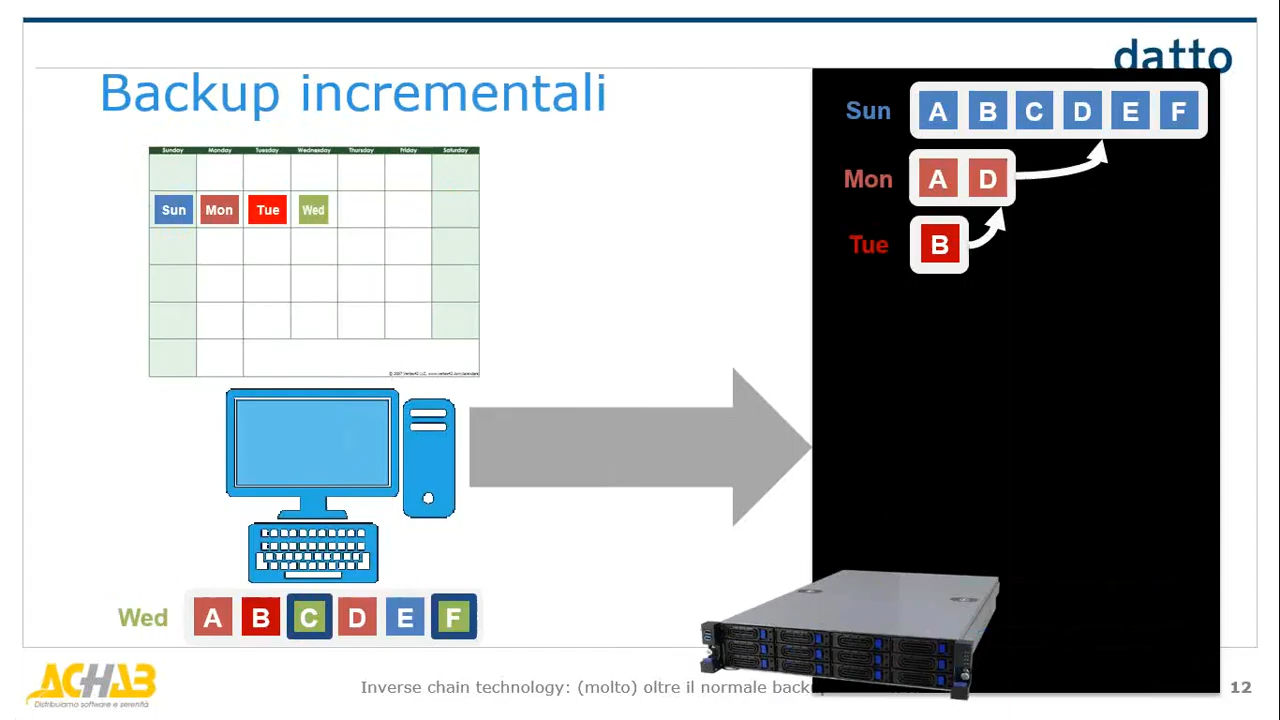 datto
Backup incrementali
Sunday Monday Tuesday Wednesday Thursday Friday Saturday
Sun Mon Tue Wed
Sun A B C D E F
Mon A D
Tue B
Wed A B C D E F
ACHAB
Distribuiamo software e serenità
Inverse chain technology: (molto) oltre il normale
12